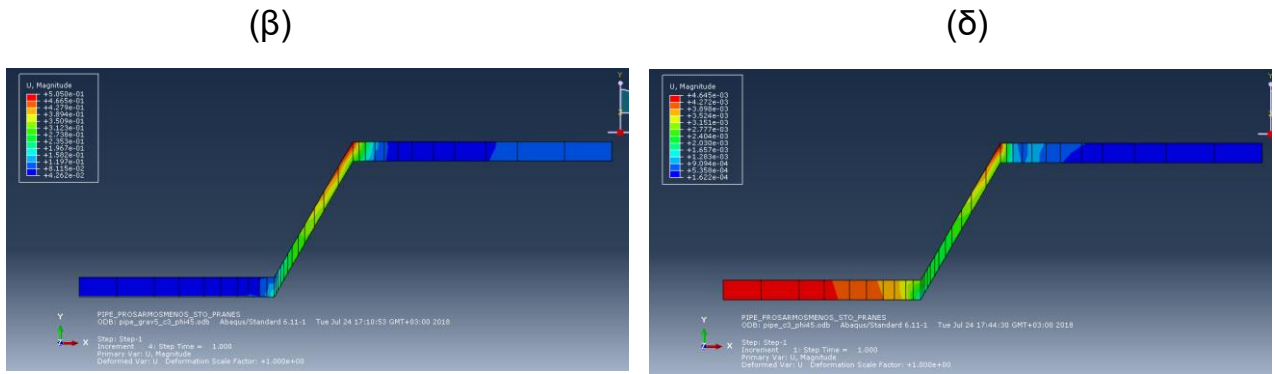 (β)
(δ)
U, Magnitude
+5.050e-01
+4.665e-01
+4.279e-01
+3.894e-01
+3.509e-01
+3.123e-01
+2.738e-01
+2.353e-01
+1.967e-01
+1.582e-01
+1.197e-01
+8.115e-02
+4.262e-02
Y
Y
X
PIPE_PROSARMOSMENOS_STO_PRANES
ODB: pipe_grav5_c3_phi45.odb Abaqus/Standard 6.11-1 Tue Jul 24 17:10:53 GMT+03:00 2018
Step: Step-1
Increment 4: Step Time = 1.000
Primary Var: U, Magnitude
Deformed Var: U Deformation Scale Factor: +1.000e+00
U, Magnitude
+4.645e-03
+4.272e-03
+3.898e-03
+3.524e-03
+3.151e-03
+2.777e-03
+2.404e-03
+2.030e-03
+1.657e-03
+1.283e-03
+9.094e-04
+5.358e-04
+1.622e-04
Y
Y
X
PIPE_PROSARMOSMENOS_STO_PRANES
ODB: pipe_c3_phi45.odb Abaqus/Standard 6.11-1 Tue Jul 24 17:44:30 GMT+03:00 2018
Step: Step-1
Increment 1: Step Time = 1.000
Primary Var: U, Magnitude
Deformed Var: U Deformation Scale Factor: +1.000e+00